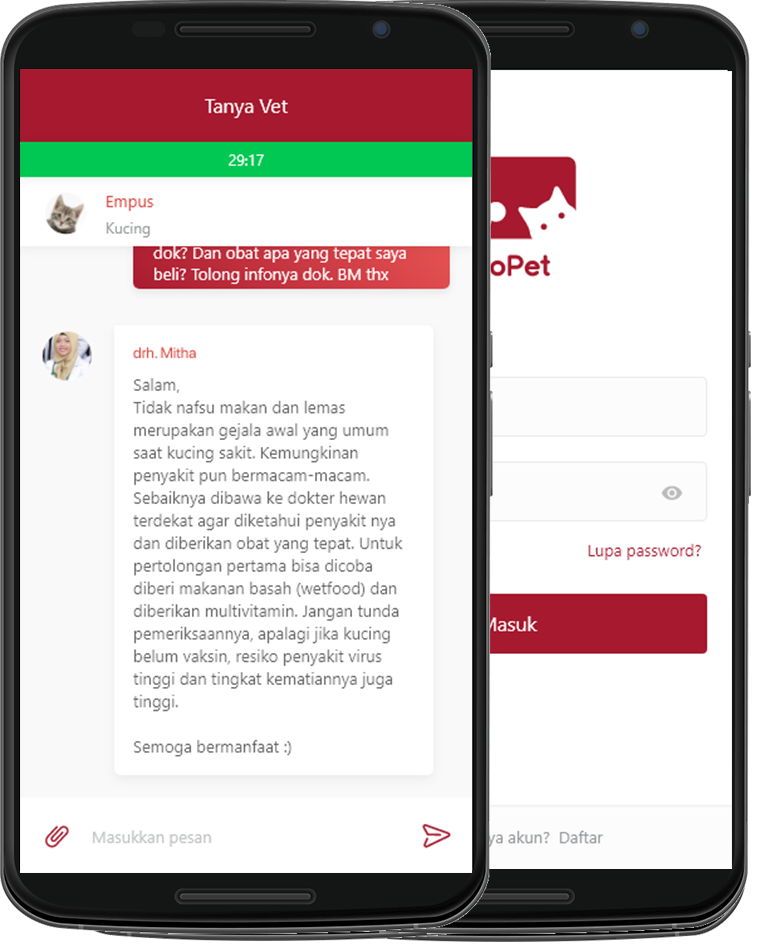 Tanya Vet
29:17
Empus
Kucing
dok? Dan obat apa yang tepat saya
beli? Tolong infonya dok. BM thx
drh. Mitha
Salam,
Tidak nafsu makan dan lemas
merupakan gejala awal yang umum
saat kucing sakit. Kemungkinan
penyakit pun bermacam-macam.
Sebaiknya dibawa ke dokter hewan
terdekat agar diketahui penyakit nya
dan diberikan obat yang tepat. Untuk
pertolongan pertama bisa dicoba
diberi makanan basah (wetfood) dan
diberikan multivitamin. Jangan tunda
pemeriksaannya, apalagi jika kucing
belum vaksin, resiko penyakit virus
tinggi dan tingkat kematiannya juga
tinggi.
Semoga bermanfaat :)
Masukkan pesan
oPet
Lupa password?
Masuk
ya akun? Daftar